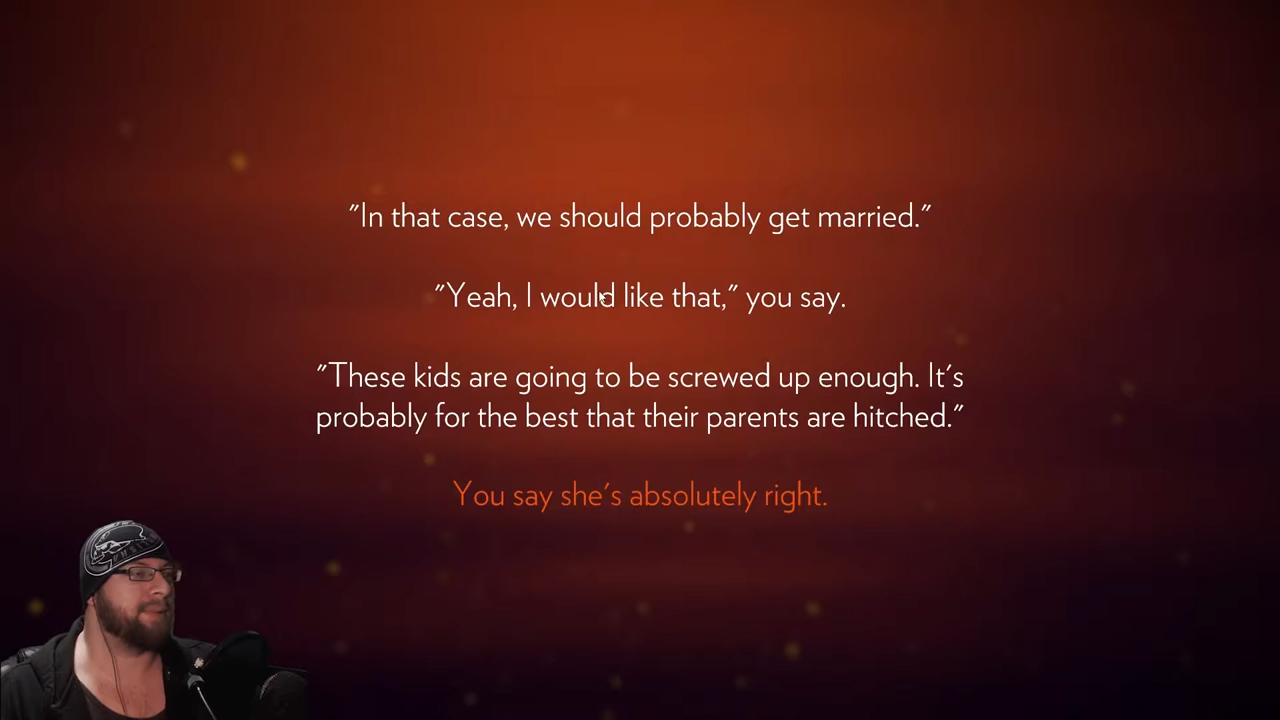 "In that case, we should probably get married."
"Yeah, I would like that," you say.
"These kids are going to be screwed up enough. It's
probably for the best that their parents are hitched."
You say she's absolutely right.